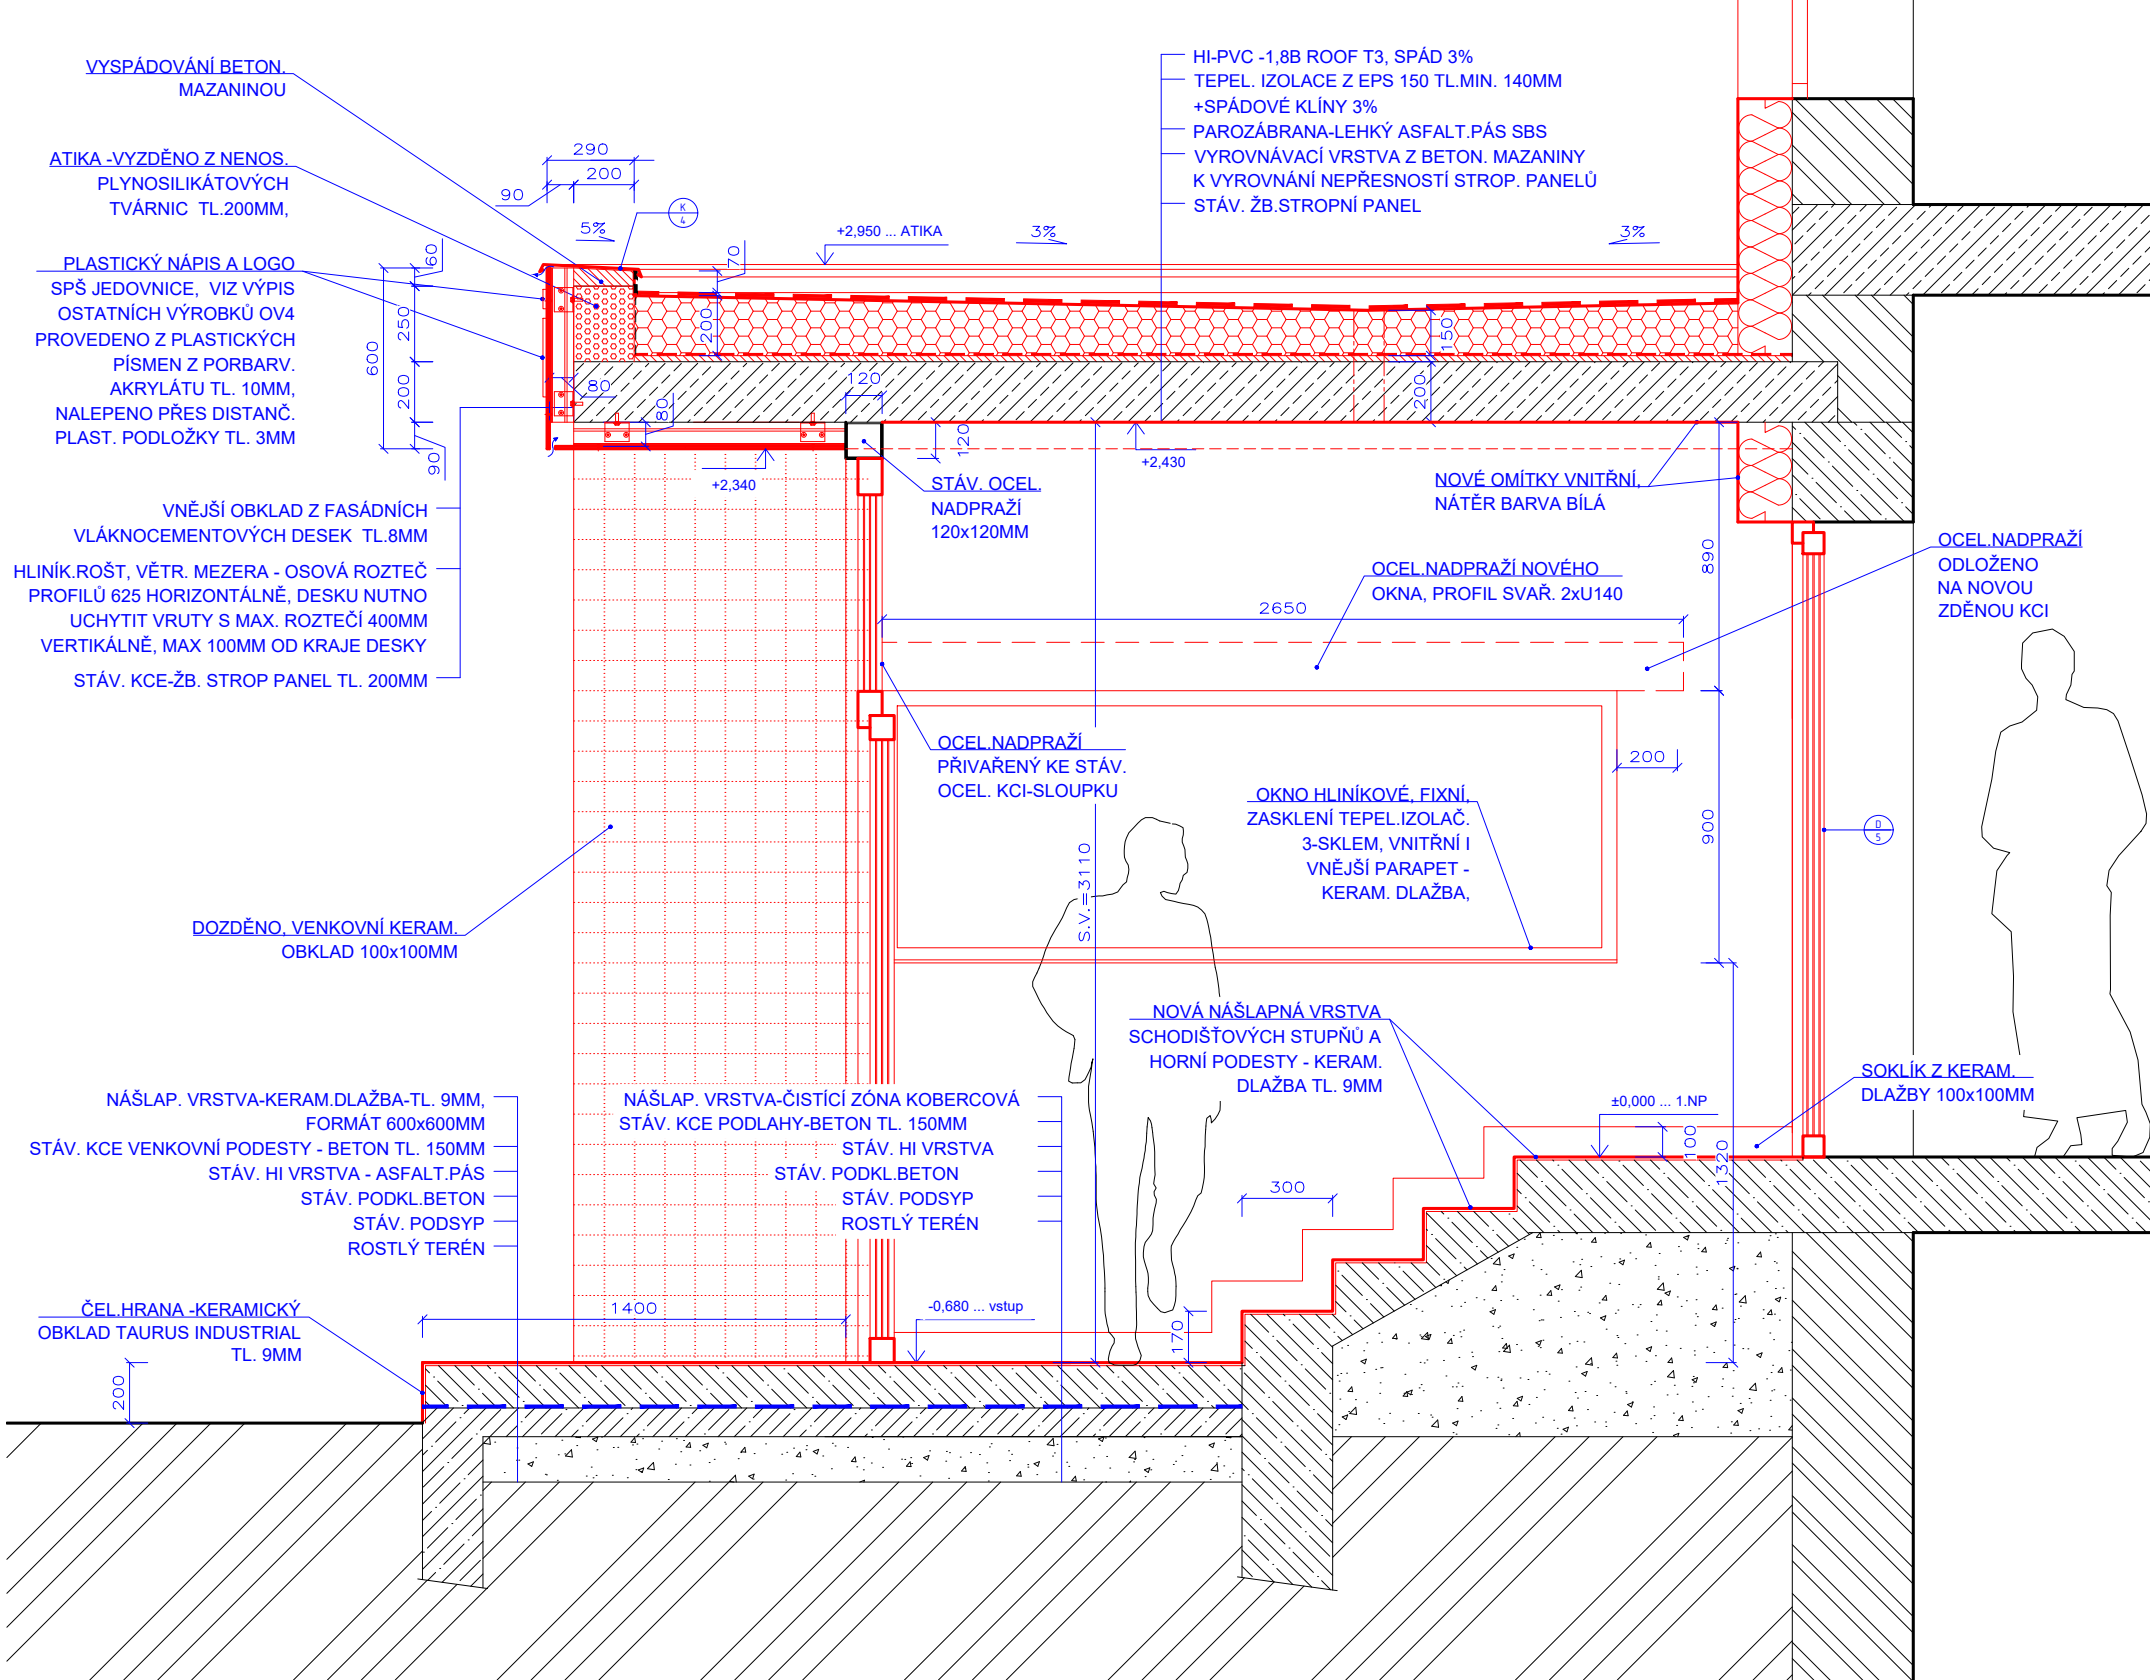 VYSPÁDOVÁNÍ BETON.
MAZANINOU
ATIKA -VYZDĚNO Z NENOS.
PLYNOSILIKÁTOVÝCH
TVÁRNIC  TL.200MM,
PLASTICKÝ NÁPIS A LOGO
SPŠ JEDOVNICE,  VIZ VÝPIS
OSTATNÍCH VÝROBKŮ OV4
PROVEDENO Z PLASTICKÝCH
PÍSMEN Z PORBARV.
AKRYLÁTU TL. 10MM,
NALEPENO PŘES DISTANČ.
PLAST. PODLOŽKY TL. 3MM
VNĚJŠÍ OBKLAD Z FASÁDNÍCH
VLÁKNOCEMENTOVÝCH DESEK  TL.8MM
HLINÍK.ROŠT, VĚTR. MEZERA - OSOVÁ ROZTEČ
PROFILŮ 625 HORIZONTÁLNĚ, DESKU NUTNO
UCHYTIT VRUTY S MAX. ROZTEČÍ 400MM
VERTIKÁLNĚ, MAX 100MM OD KRAJE DESKY
STÁV. KCE-ŽB. STROP PANEL TL. 200MM
HI-PVC -1,8B ROOF T3, SPÁD 3%
TEPEL. IZOLACE Z EPS 150 TL.MIN. 140MM
+SPÁDOVÉ KLÍNY 3%
PAROZÁBRANA-LEHKÝ ASFALT.PÁS SBS
VYROVNÁVACÍ VRSTVA Z BETON. MAZANINY
K VYROVNÁNÍ NEPŘESNOSTÍ STROP. PANELŮ
STÁV. ŽB.STROPNÍ PANEL
290
200
90
K
4
5%
+2,950 ... ATIKA
3%
3%
60
70
600
250
200
90
200
150
200
80
80
120
120
+2,340
+2,430
STÁV. OCEL.
NADPRAŽÍ
120x120MM
NOVÉ OMÍTKY VNITŘNÍ,
NÁTĚR BARVA BÍLÁ
OCEL.NADPRAŽÍ
ODLOŽENO
NA NOVOU
ZDĚNOU KCI
OCEL.NADPRAŽÍ NOVÉHO
OKNA, PROFIL SVAŘ. 2xU140
2650
890
OCEL.NADPRAŽÍ
PŘIVAŘENÝ KE STÁV.
OCEL. KCI-SLOUPKU
200
OKNO HLINÍKOVÉ, FIXNÍ,
ZASKLENÍ TEPEL.IZOLAČ.
3-SKLEM, VNITŘNÍ I
VNĚJŠÍ PARAPET -
KERAM. DLAŽBA,
900
D
5
S.V.=3110
DOZDĚNO, VENKOVNÍ KERAM.
OBKLAD 100x100MM
NOVÁ NÁŠLAPNÁ VRSTVA
SCHODIŠŤOVÝCH STUPŇŮ A
HORNÍ PODESTY - KERAM.
DLAŽBA TL. 9MM
SOKLÍK Z KERAM.
DLAŽBY 100x100MM
±0,000 ... 1.NP
100
1320
NÁŠLAP. VRSTVA-KERAM.DLAŽBA-TL. 9MM,
FORMÁT 600x600MM
STÁV. KCE VENKOVNÍ PODESTY - BETON TL. 150MM
STÁV. HI VRSTVA - ASFALT.PÁS
STÁV. PODKL.BETON
STÁV. PODSYP
ROSTLÝ TERÉN
NÁŠLAP. VRSTVA-ČISTÍCÍ ZÓNA KOBERCOVÁ
STÁV. KCE PODLAHY-BETON TL. 150MM
STÁV. HI VRSTVA
STÁV. PODKL.BETON
STÁV. PODSYP
ROSTLÝ TERÉN
300
170
ČEL.HRANA -KERAMICKÝ
OBKLAD TAURUS INDUSTRIAL
TL. 9MM
1400
-0,680 ... vstup
200